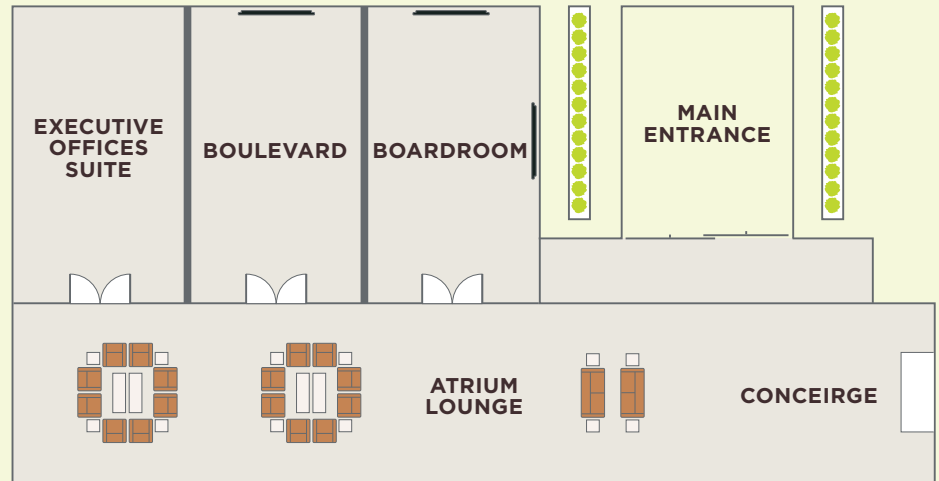 EXECUTIVE
OFFICES
SUITE
BOULEVARD
BOARDROOM
MAIN
ENTRANCE
ATRIUM
LOUNGE
CONCEIRGE